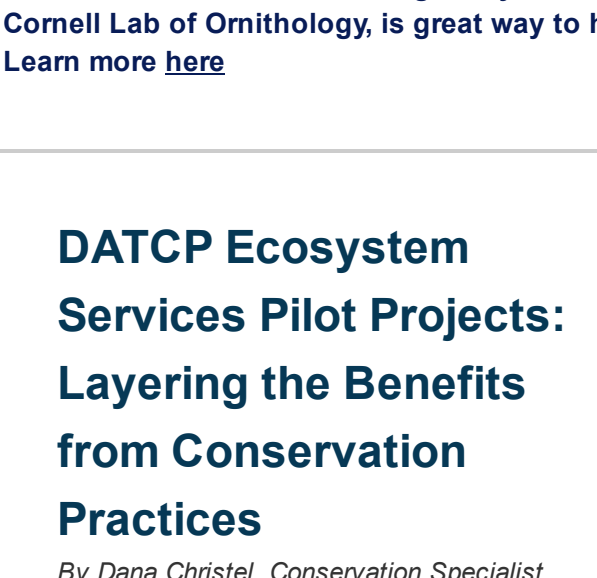 Cornell Lab of Ornithology, is great way to
Learn more here
DATCP Ecosystem
Services Pilot Projects:
Layering the Benefits
from Conservation
Practices
By Dana Christel, Conservation Specialist